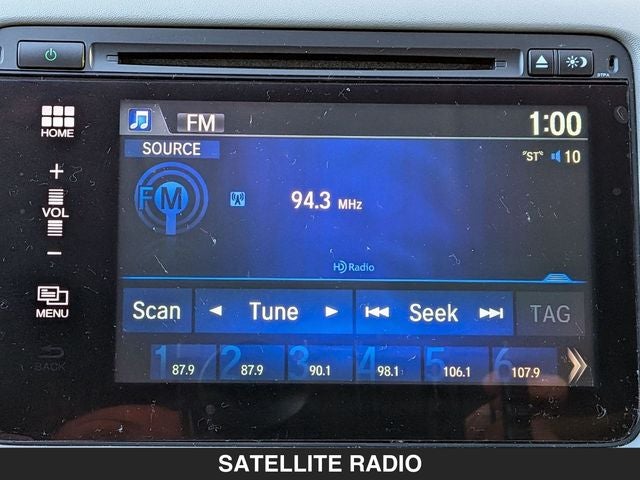 DTPA
HOME
FM
1:00
SOURCE
"ST" 10
FM
94.3 MHz
+
VOL
−
HD Radio
MENU
Scan ◄ Tune ► Seek TAG
BACK
1 2 3 4 5 6
87.9 87.9 90.1 98.1 106.1 107.9
SATELLITE RADIO